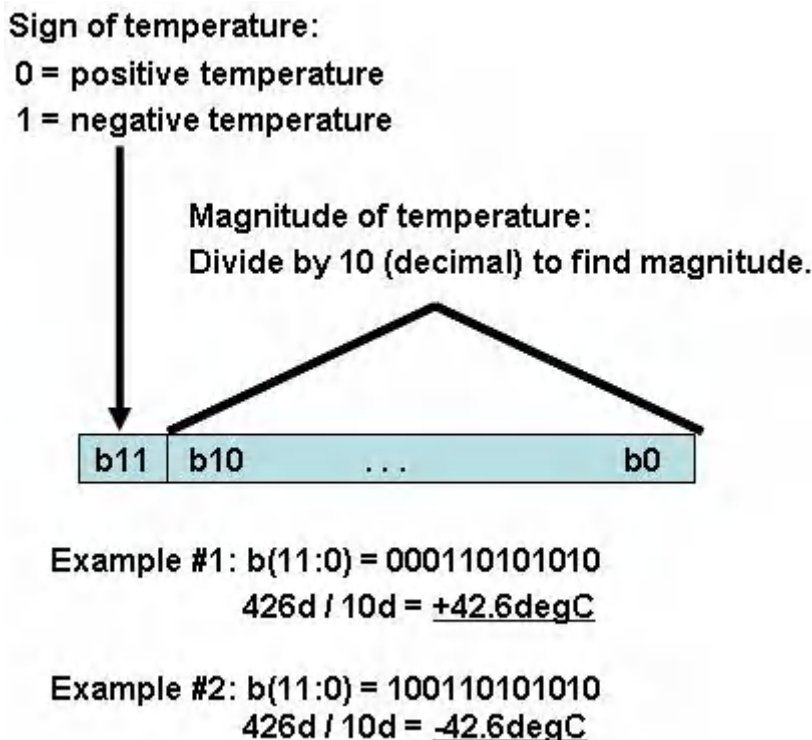 Sign of temperature:
0 = positive temperature
1 = negative temperature
Magnitude of temperature:
Divide by 10 (decimal) to find magnitude.
b11 b10 . . . b0
Example #1: b(11:0) = 000110101010
426d / 10d = +42.6degC
Example #2: b(11:0) = 100110101010
426d / 10d = -42.6degC